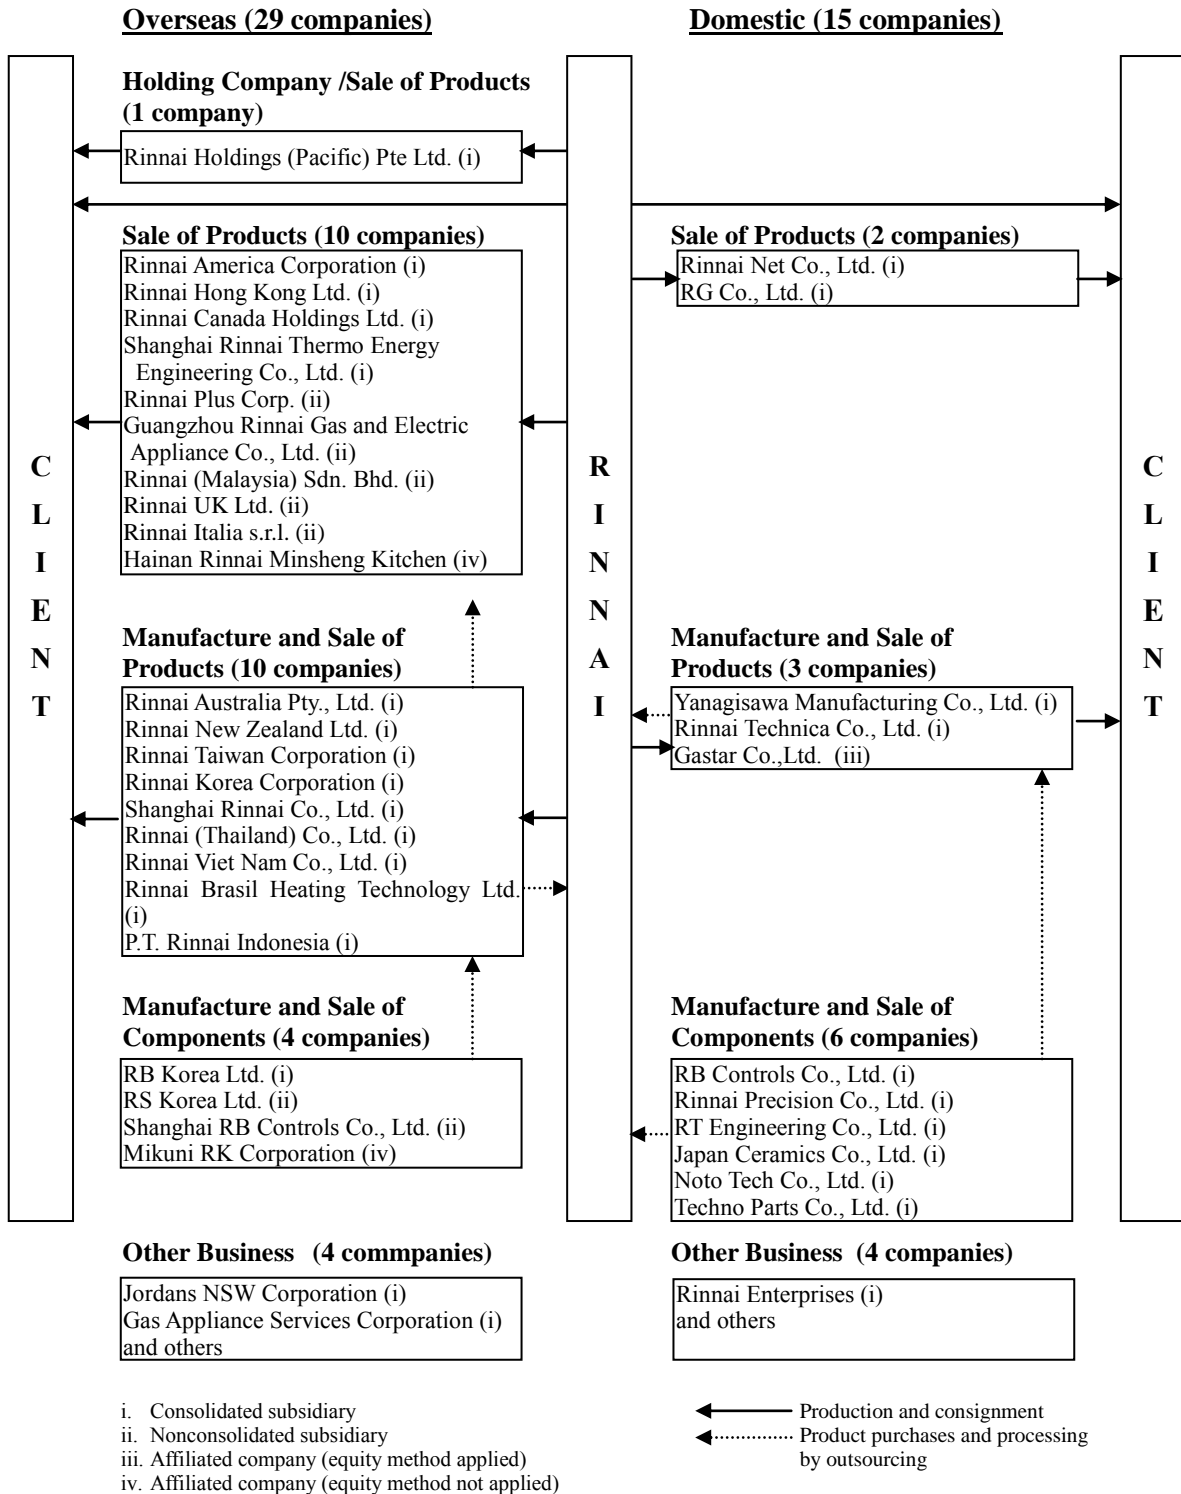 Overseas (29 companies)
Holding Company /Sale of Products
(1 company)
Rinnai Holdings (Pacific) Pte Ltd. (i)
Sale of Products (10 companies)
Rinnai America Corporation (i)
Rinnai Hong Kong Ltd. (i)
Rinnai Canada Holdings Ltd. (i)
Shanghai Rinnai Thermo Energy
Engineering Co., Ltd. (i)
Rinnai Plus Corp. (ii)
Guangzhou Rinnai Gas and Electric
Appliance Co., Ltd. (ii)
Rinnai (Malaysia) Sdn. Bhd. (ii)
Rinnai UK Ltd. (ii)
Rinnai Italia s.r.l. (ii)
Hainan Rinnai Minsheng Kitchen (iv)
Manufacture and Sale of
Products (10 companies)
Rinnai Australia Pty., Ltd. (i)
Rinnai New Zealand Ltd. (i)
Rinnai Taiwan Corporation (i)
Rinnai Korea Corporation (i)
Shanghai Rinnai Co., Ltd. (i)
Rinnai (Thailand) Co., Ltd. (i)
Rinnai Viet Nam Co., Ltd. (i)
Rinnai Brasil Heating Technology Ltd.
(i)
P.T. Rinnai Indonesia (i)
Manufacture and Sale of
Components (4 companies)
RB Korea Ltd. (i)
RS Korea Ltd. (ii)
Shanghai RB Controls Co., Ltd. (ii)
Mikuni RK Corporation (iv)
Other Business (4 commpanies)
Jordans NSW Corporation (i)
Gas Appliance Services Corporation (i)
and others
CLIENT
RINNAI
Domestic (15 companies)
Sale of Products (2 companies)
Rinnai Net Co., Ltd. (i)
RG Co., Ltd. (i)
Manufacture and Sale of
Products (3 companies)
Yanagisawa Manufacturing Co., Ltd. (i)
Rinnai Technica Co., Ltd. (i)
Gastar Co.,Ltd. (iii)
Manufacture and Sale of
Components (6 companies)
RB Controls Co., Ltd. (i)
Rinnai Precision Co., Ltd. (i)
RT Engineering Co., Ltd. (i)
Japan Ceramics Co., Ltd. (i)
Noto Tech Co., Ltd. (i)
Techno Parts Co., Ltd. (i)
Other Business (4 companies)
Rinnai Enterprises (i)
and others
CLIENT
i. Consolidated subsidiary
ii. Nonconsolidated subsidiary
iii. Affiliated company (equity method applied)
iv. Affiliated company (equity method not applied)
Production and consignment
Product purchases and processing
by outsourcing